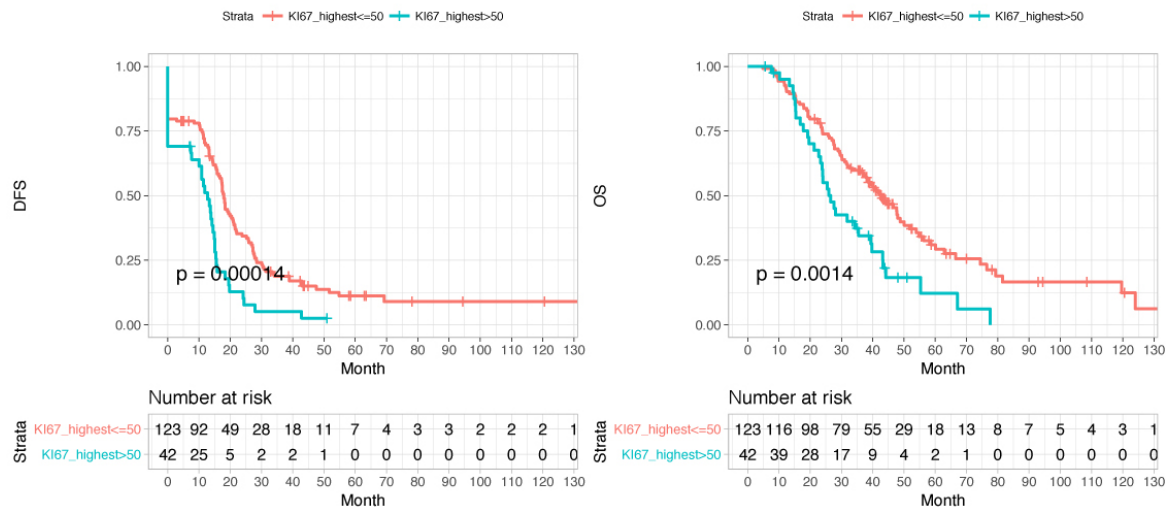 Strata KI67_highest<=50 KI67_highest>50
1.00
0.75
0.50
0.25
0.00
DFS
p = 0.00014
0 10 20 30 40 50 60 70 80 90 100 110 120 130
Month
Number at risk
Strata
KI67_highest<=50 123 92 49 28 18 11 7 4 3 3 2 2 2 1
KI67_highest>50 42 25 5 2 2 1 0 0 0 0 0 0 0 0
0 10 20 30 40 50 60 70 80 90 100 110 120 130
Month
Strata KI67_highest<=50 KI67_highest>50
1.00
0.75
0.50
0.25
0.00
OS
p = 0.0014
0 10 20 30 40 50 60 70 80 90 100 110 120 130
Month
Number at risk
Strata
KI67_highest<=50 123 116 98 79 55 29 18 13 8 7 5 4 3 1
KI67_highest>50 42 39 28 17 9 4 2 1 0 0 0 0 0 0
0 10 20 30 40 50 60 70 80 90 100 110 120 130
Month